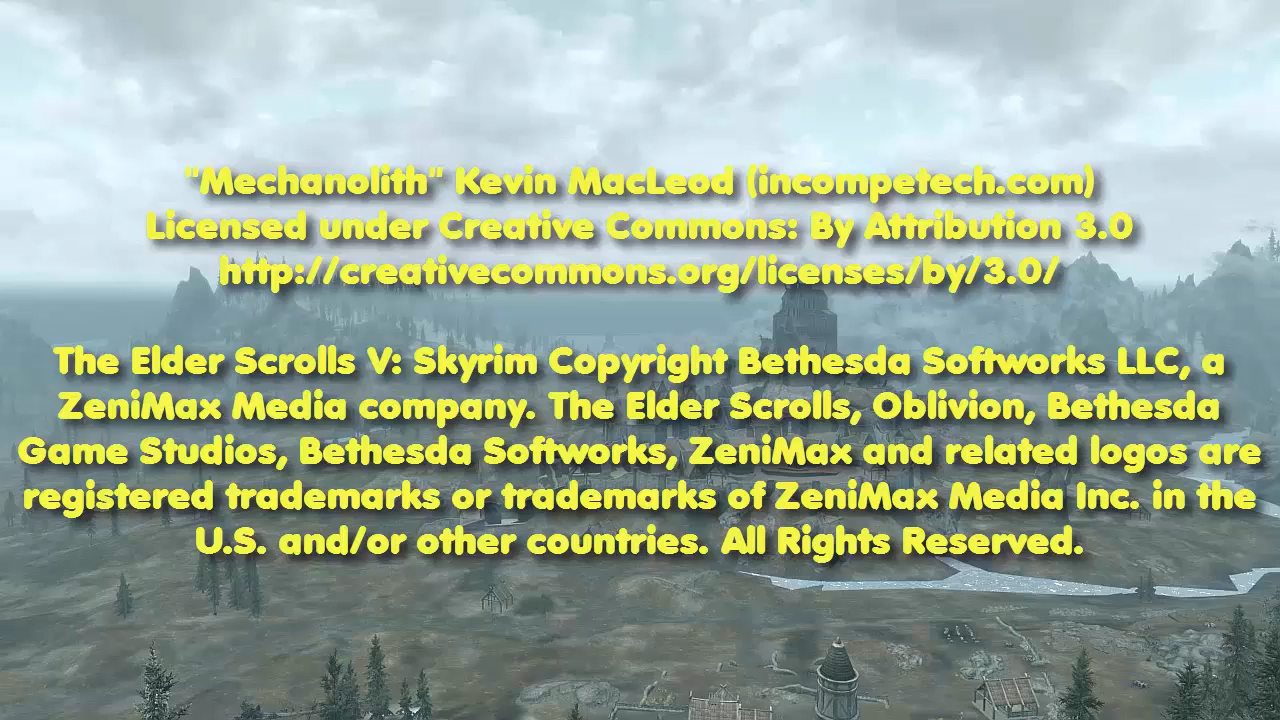 "Mechanolith" Kevin MacLeod (incompetech.com)
Licensed under Creative Commons: By Attribution 3.0
http://creativecommons.org/licenses/by/3.0/
The Elder Scrolls V: Skyrim Copyright Bethesda Softworks LLC, a
ZeniMax Media company. The Elder Scrolls, Oblivion, Bethesda
Game Studios, Bethesda Softworks, ZeniMax and related logos are
registered trademarks or trademarks of ZeniMax Media Inc. in the
U.S. and/or other countries. All Rights Reserved.